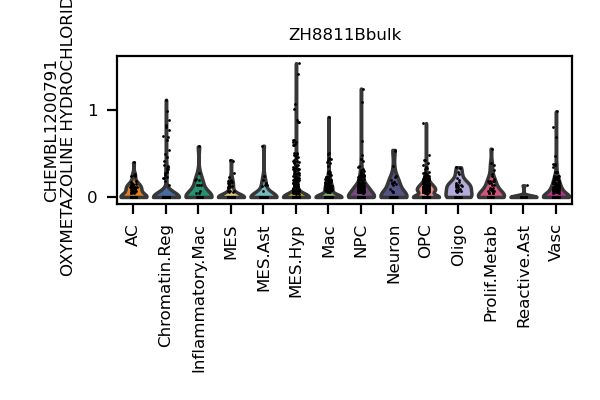 ZH8811Bbulk
CHEMBL1200791
OXYMETAZOLINE HYDROCHLORID
1
0
AC
Chromatin.Reg
Inflammatory.Mac
MES
MES.Ast
MES.Hyp
Mac
NPC
Neuron
OPC
Oligo
Prolif.Metab
Reactive.Ast
Vasc